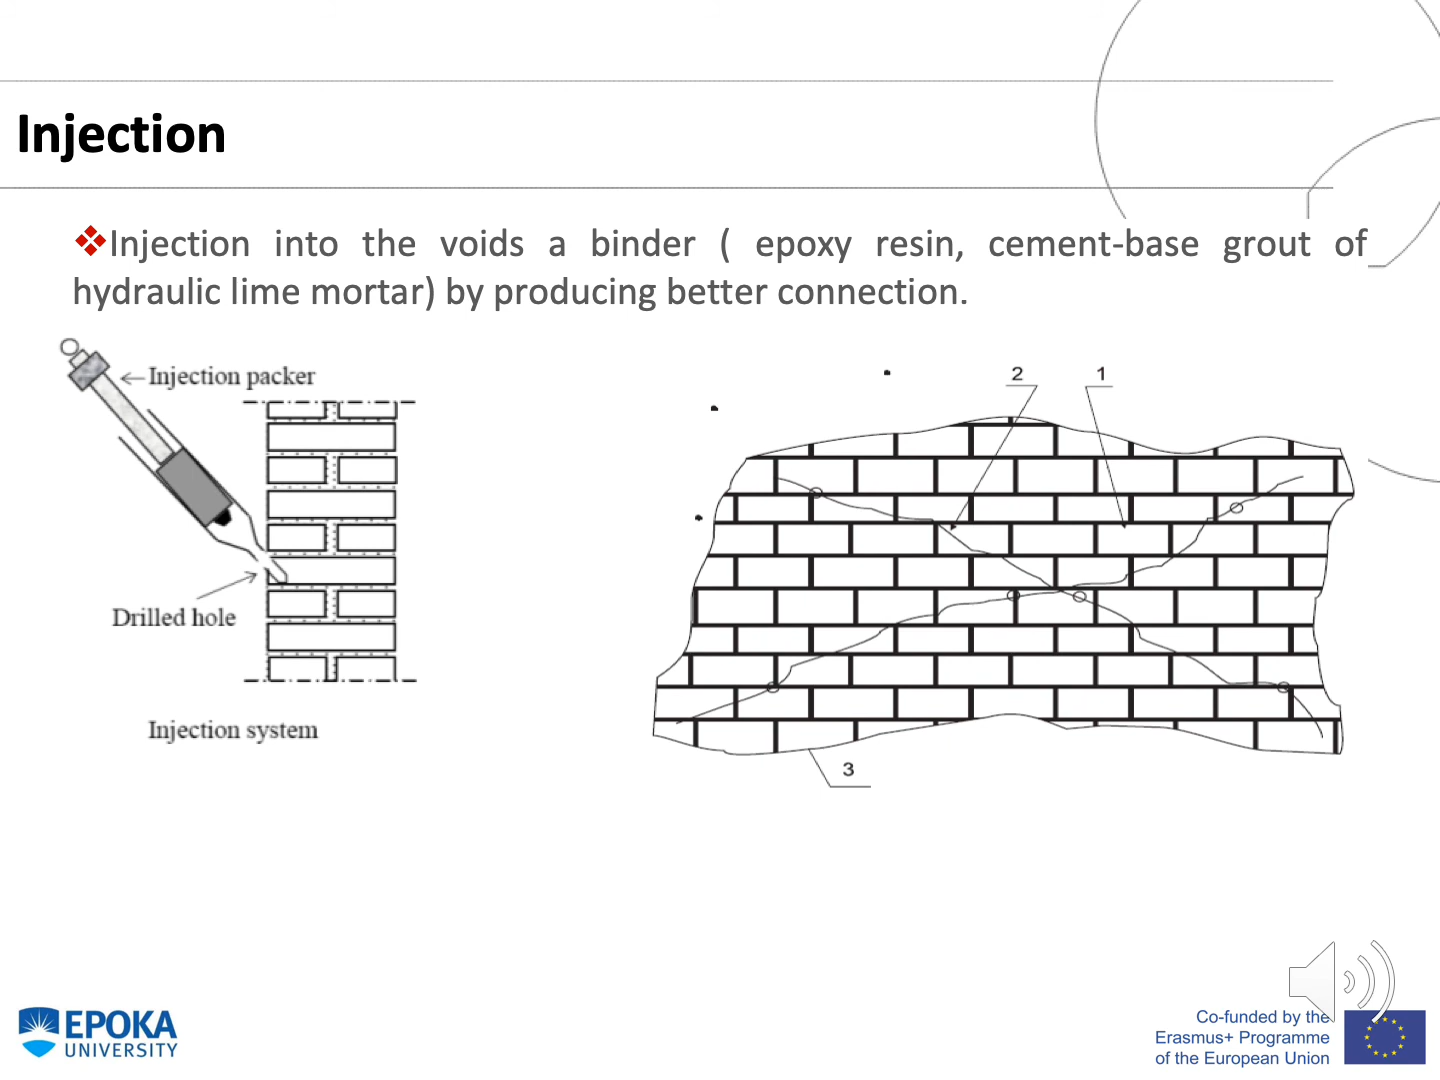 Injection
Injection into the voids a binder ( epoxy resin, cement-base grout of
hydraulic lime mortar) by producing better connection.
Injection packer
Drilled hole
Injection system
2
1
3
EPOKA
UNIVERSITY
Co-funded by the
Erasmus+ Programme
of the European Union